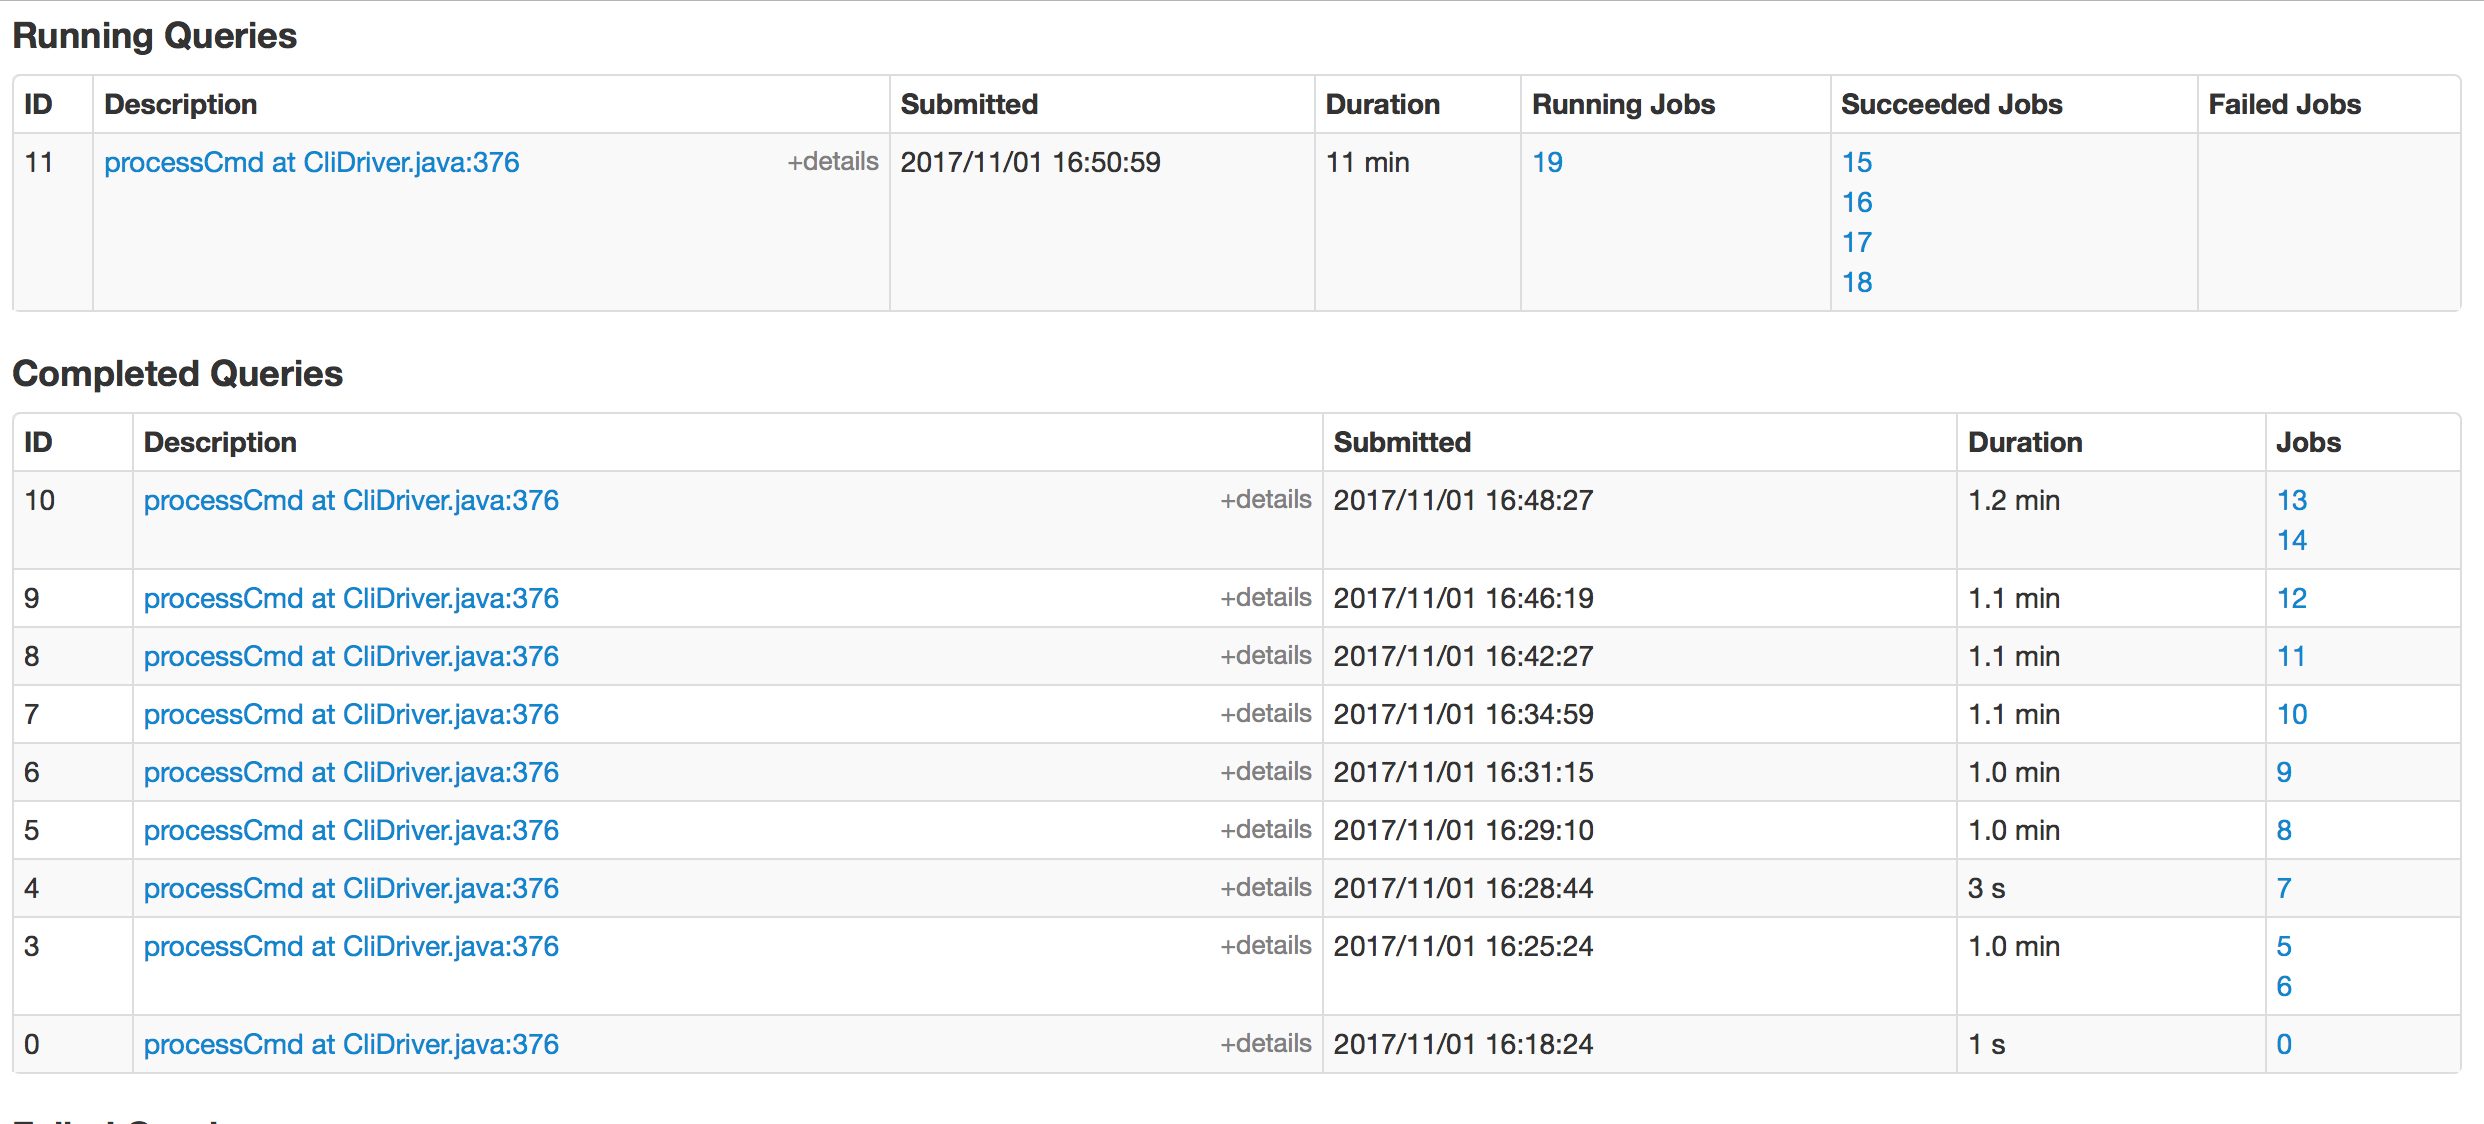 Running Queries
ID Description Submitted Duration Running Jobs Succeeded Jobs Failed Jobs
11 processCmd at CliDriver.java:376 +details 2017/11/01 16:50:59 11 min 19 15
16
17
18
Completed Queries
ID Description Submitted Duration Jobs
10 processCmd at CliDriver.java:376 +details 2017/11/01 16:48:27 1.2 min 13
14
9 processCmd at CliDriver.java:376 +details 2017/11/01 16:46:19 1.1 min 12
8 processCmd at CliDriver.java:376 +details 2017/11/01 16:42:27 1.1 min 11
7 processCmd at CliDriver.java:376 +details 2017/11/01 16:34:59 1.1 min 10
6 processCmd at CliDriver.java:376 +details 2017/11/01 16:31:15 1.0 min 9
5 processCmd at CliDriver.java:376 +details 2017/11/01 16:29:10 1.0 min 8
4 processCmd at CliDriver.java:376 +details 2017/11/01 16:28:44 3 s 7
3 processCmd at CliDriver.java:376 +details 2017/11/01 16:25:24 1.0 min 5
6
0 processCmd at CliDriver.java:376 +details 2017/11/01 16:18:24 1 s 0